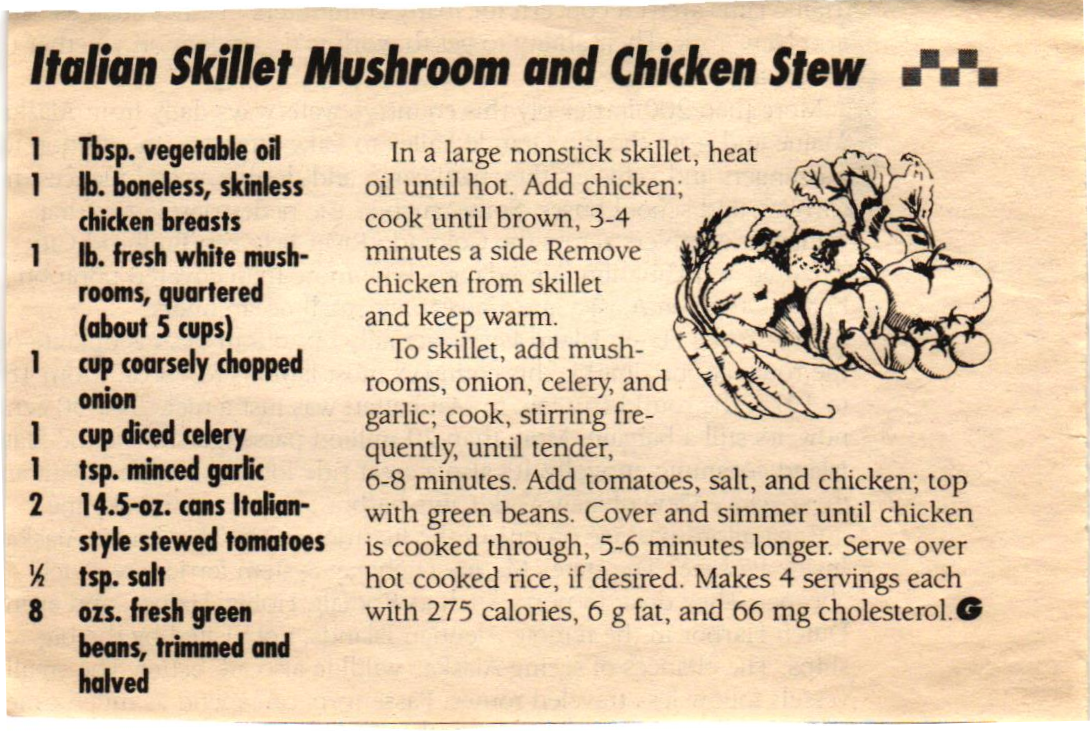 Italian Skillet Mushroom and Chicken Stew
1 Tbsp. vegetable oil
1 lb. boneless, skinless
chicken breasts
1 lb. fresh white mush-
rooms, quartered
(about 5 cups)
1 cup coarsely chopped
onion
1 cup diced celery
1 tsp. minced garlic
2 14.5-oz. cans Italian-
style stewed tomatoes
½ tsp. salt
8 ozs. fresh green
beans, trimmed and
halved
In a large nonstick skillet, heat
oil until hot. Add chicken;
cook until brown, 3-4
minutes a side Remove
chicken from skillet
and keep warm.
To skillet, add mush-
rooms, onion, celery, and
garlic; cook, stirring fre-
quently, until tender,
6-8 minutes. Add tomatoes, salt, and chicken; top
with green beans. Cover and simmer until chicken
is cooked through, 5-6 minutes longer. Serve over
hot cooked rice, if desired. Makes 4 servings each
with 275 calories, 6 g fat, and 66 mg cholesterol. G